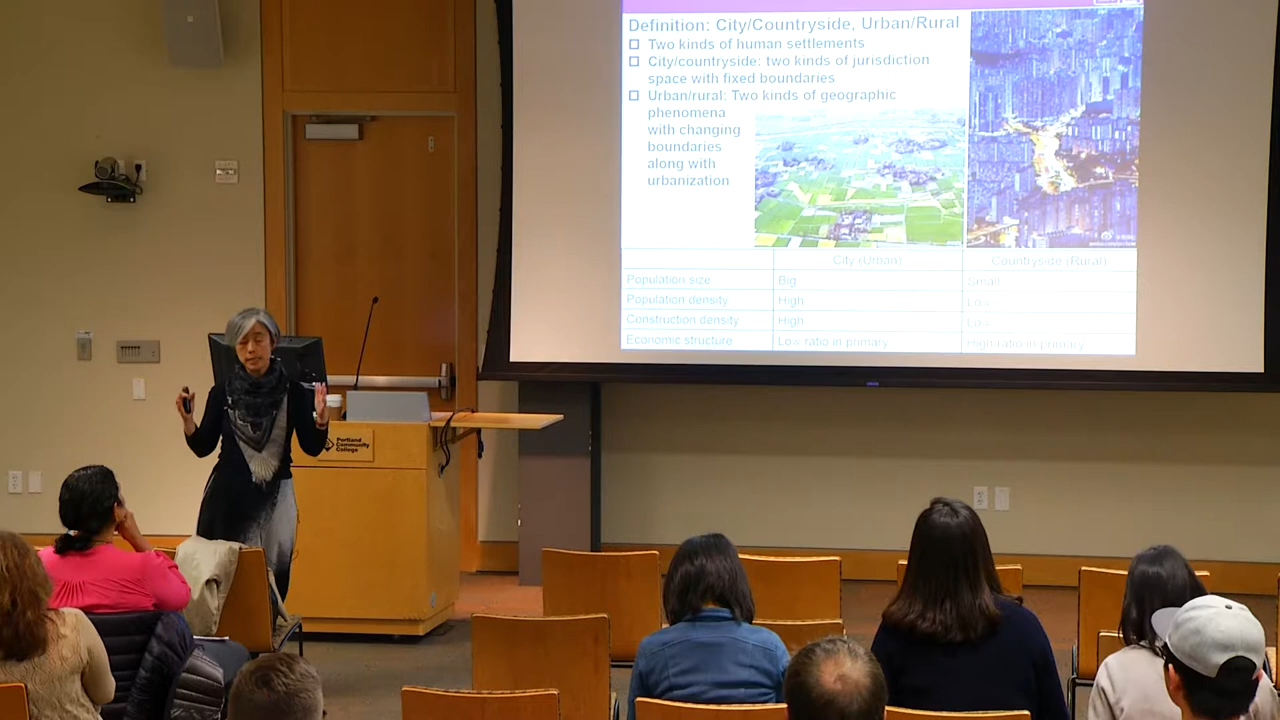 Definition: City/Countryside, Urban/Rural
Two kinds of human settlements
City/countryside: two kinds of jurisdiction
space with fixed boundaries
Urban/rural: Two kinds of geographic
phenomena
with changing
boundaries
along with
urbanization
City (Urban) Countryside (Rural)
Population size Big Small
Population density High Low
Construction density High Low
Economic structure Low ratio in primary High ratio in primary
Portland
Community
College